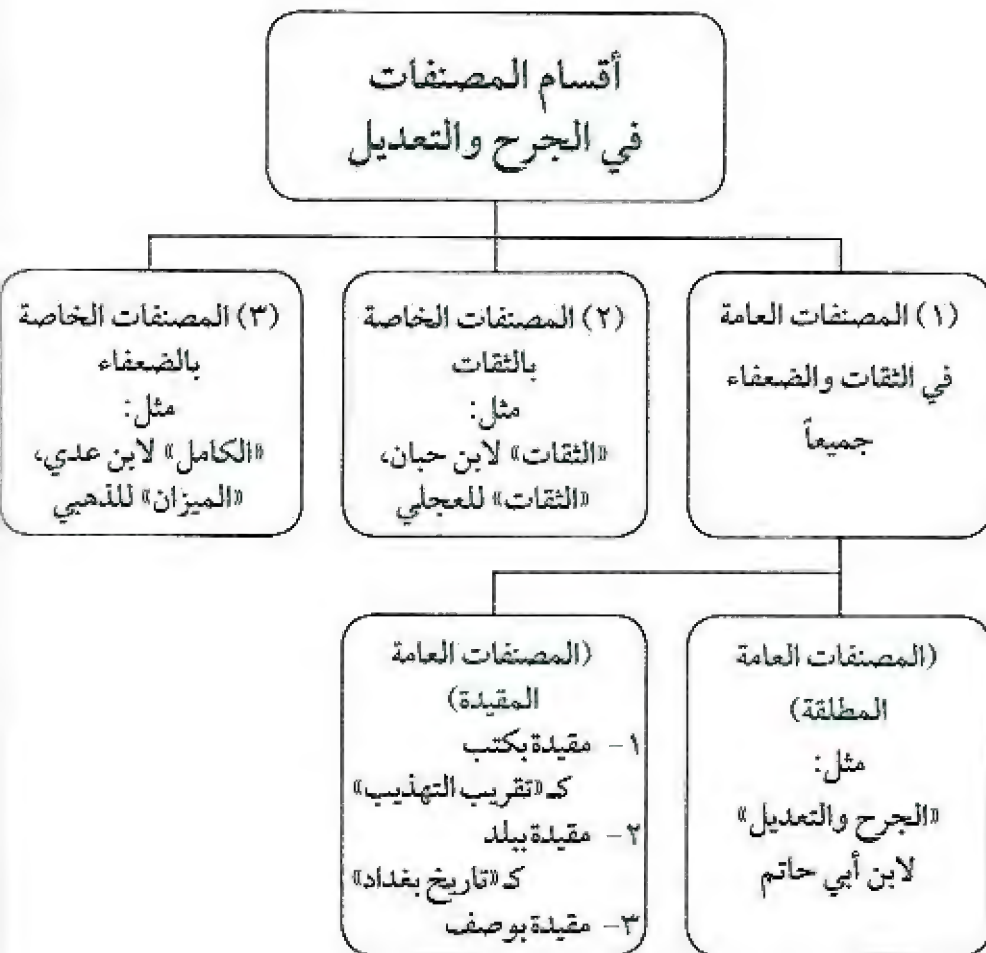 أقسام المصنفات
في الجرح والتعديل
(١) المصنفات العامة
في الثقات والضعفاء
جميعاً
(٢) المصنفات الخاصة
بالثقات
مثل:
«الثقات» لابن حبان،
«الثقات» للعجلي
(٣) المصنفات الخاصة
بالضعفاء
مثل:
«الكامل» لابن عدي،
«الميزان» للذهبي
(المصنفات العامة
المطلقة)
مثل:
«الجرح والتعديل»
لابن أبي حاتم
(المصنفات العامة
المقيدة)
١- مقيدة بكتب
كـ «تقريب التهذيب»
٢- مقيدة ببلد
كـ «تاريخ بغداد»
٣- مقيدة بوصف